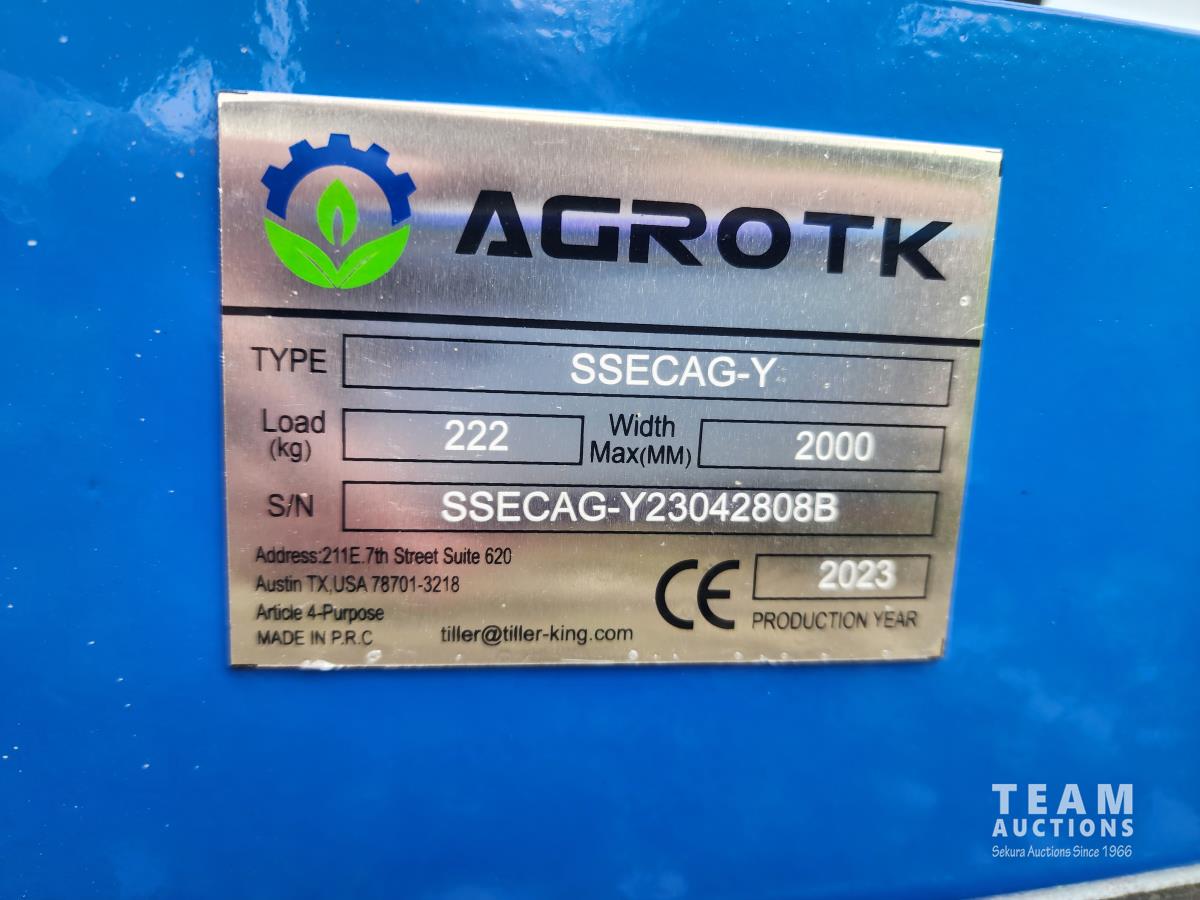 AGROTK
TYPE SSECAG-Y
Load (kg) 222 Width Max(MM) 2000
S/N SSECAG-Y23042808B
Address:211E.7th Street Suite 620
Austin TX,USA 78701-3218
Article 4-Purpose
MADE IN P.R.C
tiller@tiller-king.com
CE 2023
PRODUCTION YEAR
TEAM
AUCTIONS
Sekura Auctions Since 1966